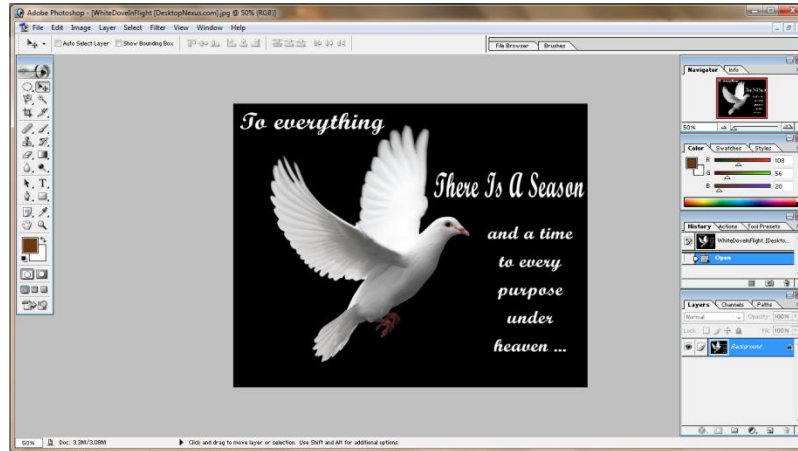 Adobe Photoshop - [WhiteDoveInFlight [DesktopNexus.com].jpg @ 50% (RGB)]
File Edit Image Layer Select Filter View Window Help
Auto Select Layer Show Bounding Box
File Browser Brushes
To everything
There Is A Season
and a time
to every
purpose
under
heaven ...
Navigator Info
50%
Color Swatches Styles
R 108
G 56
B 20
History Actions Tool Presets
WhiteDoveInFlight [Deskto...
Open
Layers Channels Paths
Normal Opacity: 100%
Lock: Fill: 100%
Background
50% Doc: 3.3M/3.08M Click and drag to move layer or selection. Use Shift and Alt for additional options.